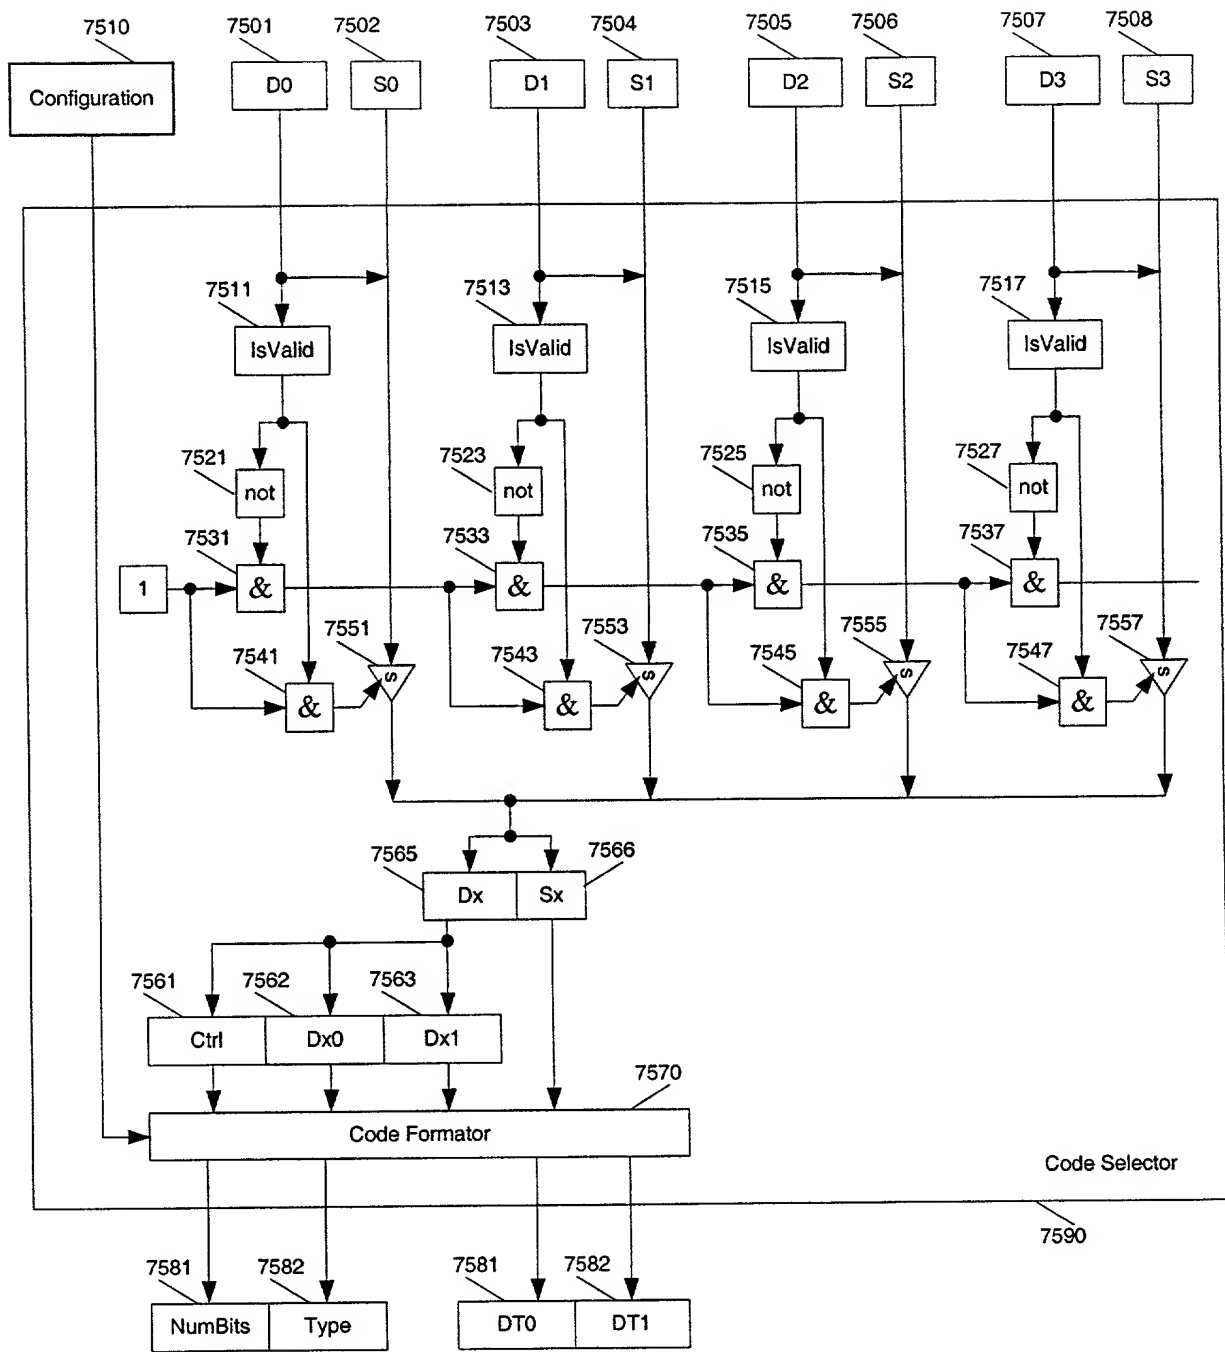 7510 7501 7502 7503 7504 7505 7506 7507 7508
Configuration D0 S0 D1 S1 D2 S2 D3 S3
7511 7513 7515 7517
IsValid IsValid IsValid IsValid
7521 7523 7525 7527
not not not not
7531 7533 7535 7537
1 & & & &
7541 7551 7543 7553 7545 7555 7547 7557
& s & s & s & s
7565 7566
Dx Sx
7561 7562 7563
Ctrl Dx0 Dx1
7570
Code Formator
Code Selector
7590
7581 7582 7581 7582
NumBits Type DT0 DT1